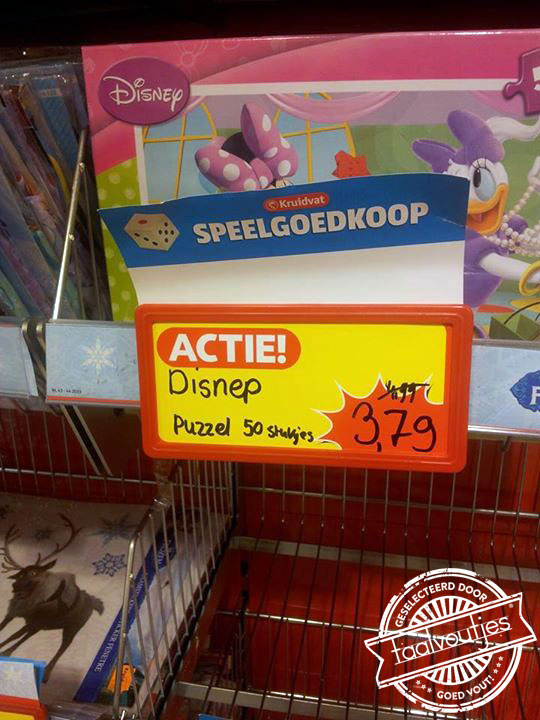 Disney
Kruidvat
SPEELGOEDKOOP
ACTIE!
Disnep
4,99
Puzzel 50 stukjes
3,79
GESELECTEERD DOOR
taalvoutjes
GOED VOUT!